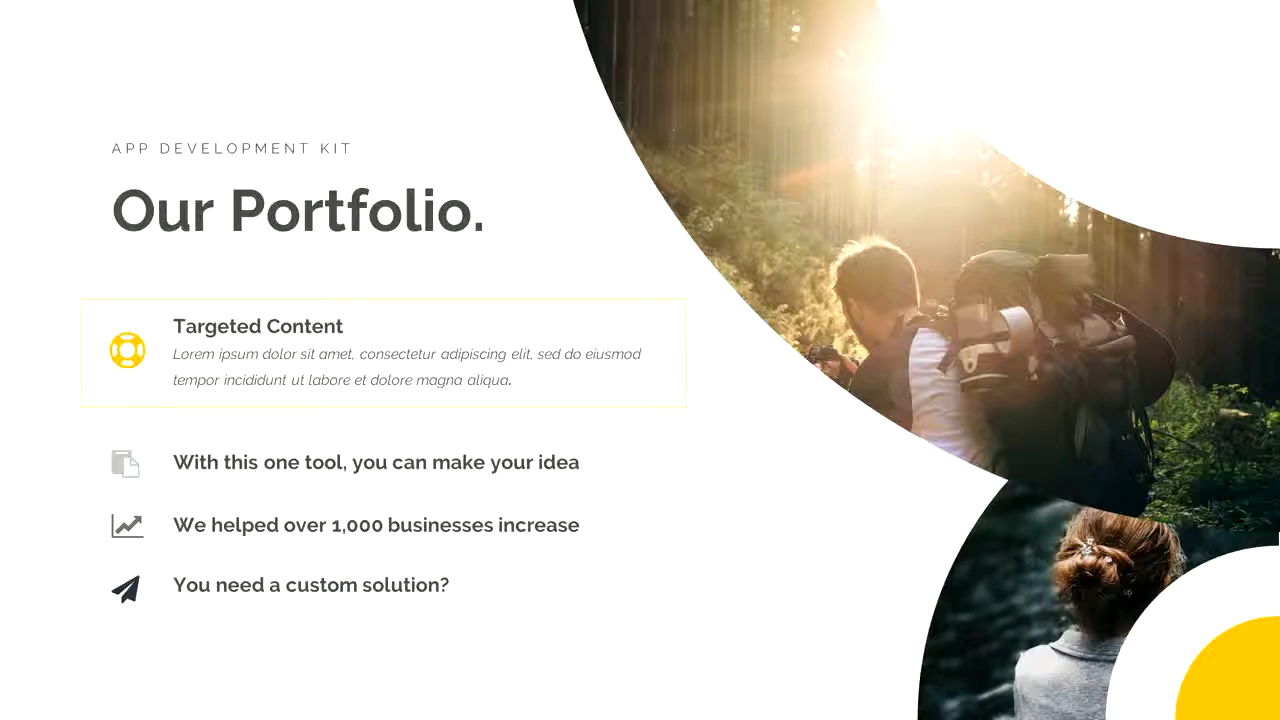 APP DEVELOPMENT KIT
Our Portfolio.
Targeted Content
Lorem ipsum dolor sit amet, consectetur adipiscing elit, sed do eiusmod
tempor incididunt ut labore et dolore magna aliqua.
With this one tool, you can make your idea
We helped over 1,000 businesses increase
You need a custom solution?